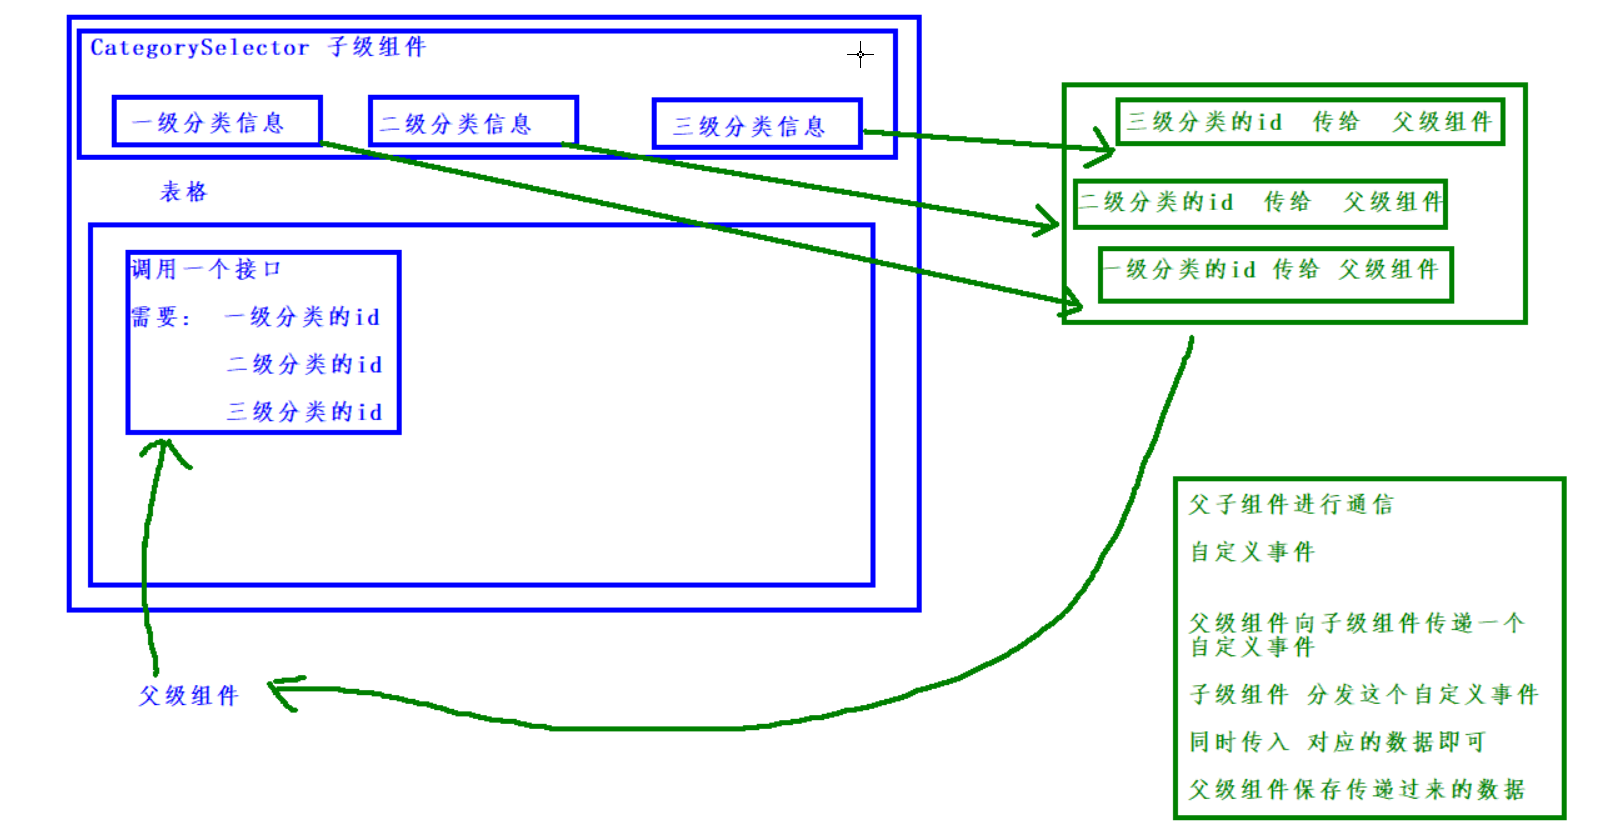 CategorySelector 子级组件
一级分类信息
二级分类信息
三级分类信息
表格
调用一个接口
需要： 一级分类的id
二级分类的id
三级分类的id
父级组件
三级分类的id 传给 父级组件
二级分类的id 传给 父级组件
一级分类的id 传给 父级组件
父子组件进行通信
自定义事件
父级组件向子级组件传递一个
自定义事件
子级组件 分发这个自定义事件
同时传入 对应的数据即可
父级组件保存传递过来的数据